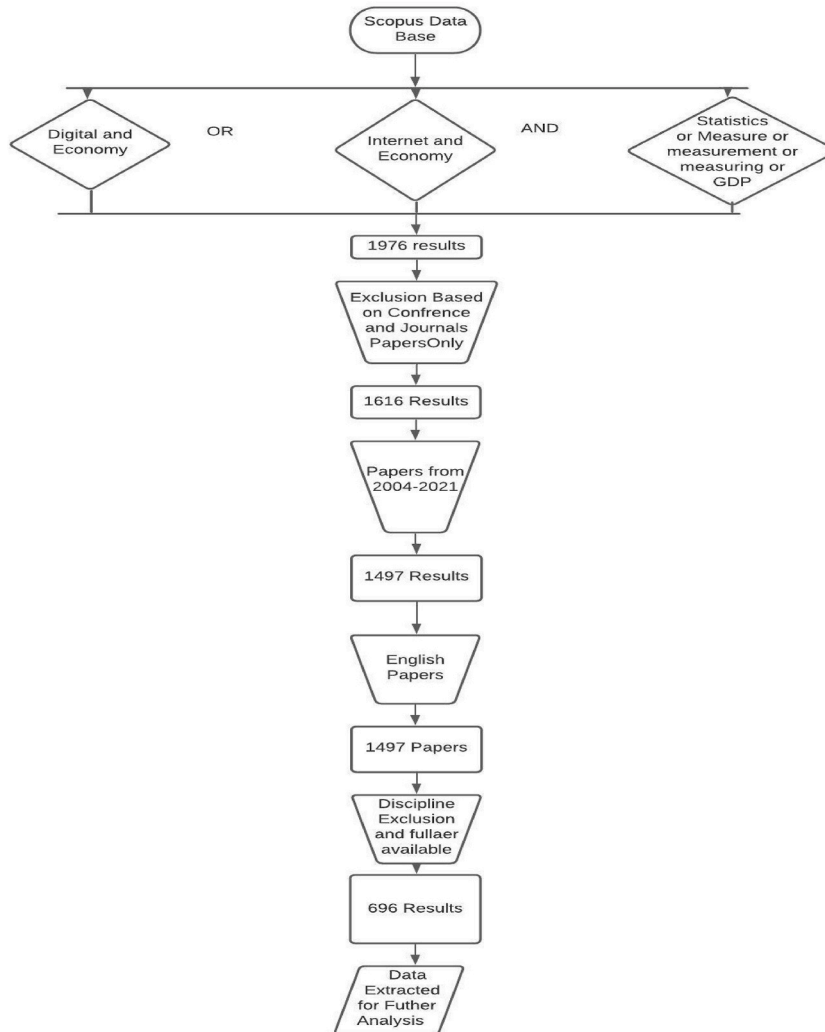 Scopus Data
Base
Digital and
Economy
OR
Internet and
Economy
AND
Statistics
or Measure or
measurement or
measuring or
GDP
1976 results
Exclusion Based
on Confrence
and Journals
PapersOnly
1616 Results
Papers from
2004-2021
1497 Results
English
Papers
1497 Papers
Discipline
Exclusion
and fullaer
available
696 Results
Data
Extracted
for Futher
Analysis